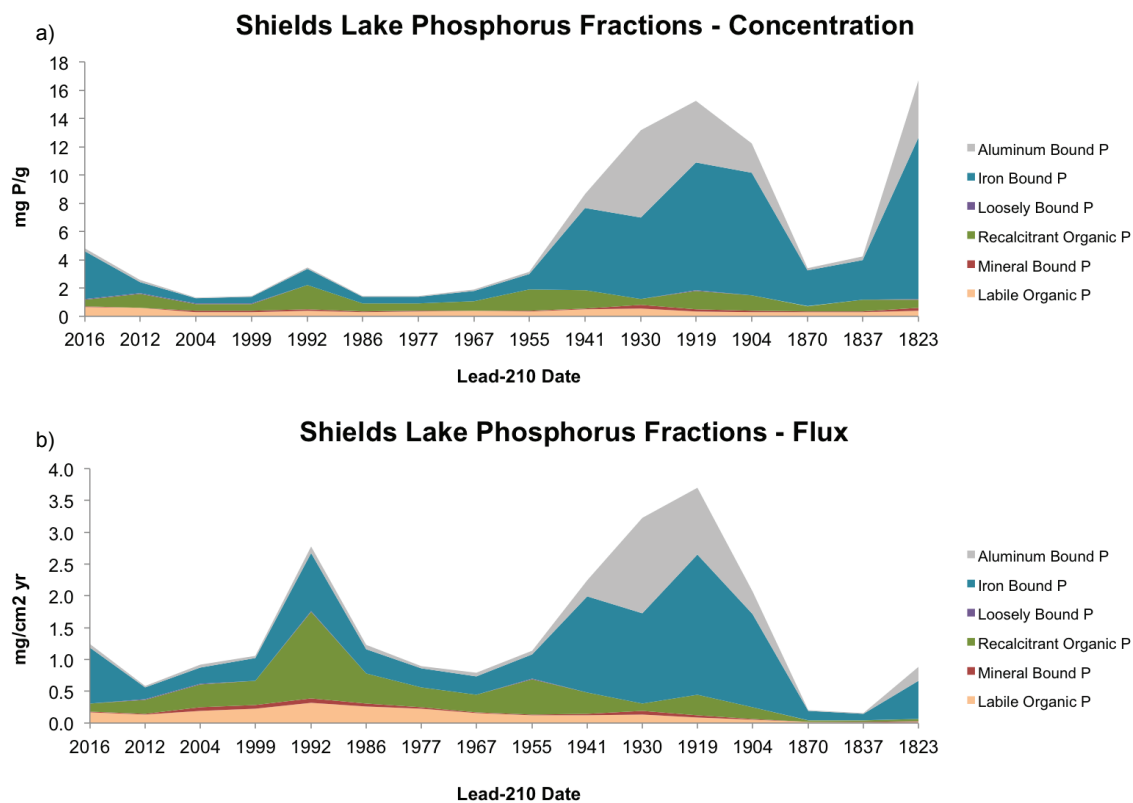 a)
Shields Lake Phosphorus Fractions - Concentration
18
16
14
12
10
8
6
4
2
0
mg P/g
2016 2012 2004 1999 1992 1986 1977 1967 1955 1941 1930 1919 1904 1870 1837 1823
Lead-210 Date
Aluminum Bound P
Iron Bound P
Loosely Bound P
Recalcitrant Organic P
Mineral Bound P
Labile Organic P
b)
Shields Lake Phosphorus Fractions - Flux
4.0
3.5
3.0
2.5
2.0
1.5
1.0
0.5
0.0
mg/cm2 yr
2016 2012 2004 1999 1992 1986 1977 1967 1955 1941 1930 1919 1904 1870 1837 1823
Lead-210 Date
Aluminum Bound P
Iron Bound P
Loosely Bound P
Recalcitrant Organic P
Mineral Bound P
Labile Organic P